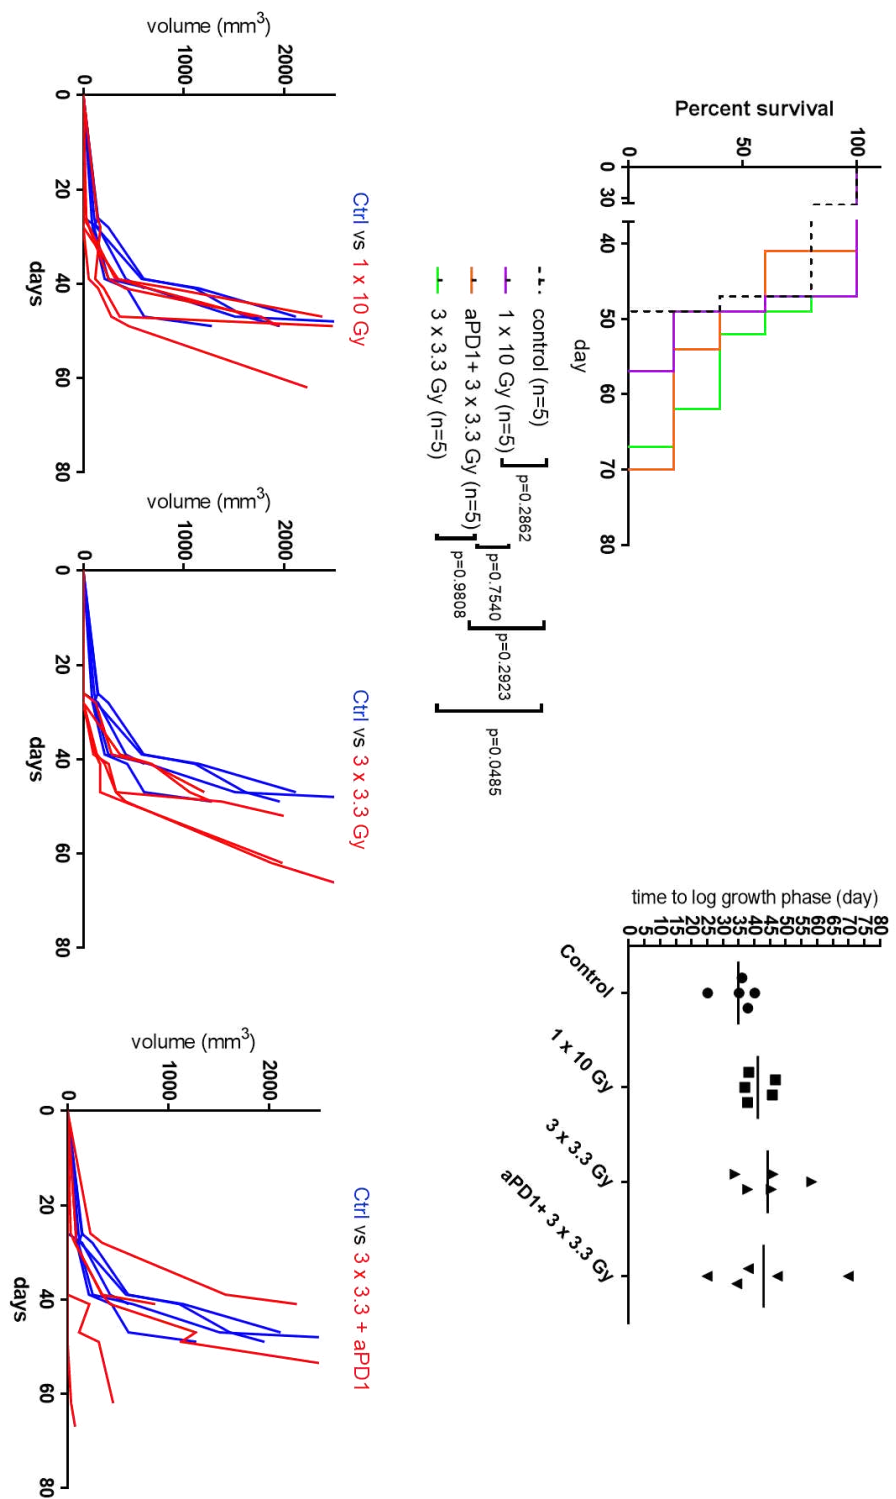 Percent survival
100
50
0
0
30
40
50
60
70
80
day
control (n=5)
1 x 10 Gy (n=5)
aPD1+ 3 x 3.3 Gy (n=5)
3 x 3.3 Gy (n=5)
p=0.2862
p=0.7540
p=0.9808
p=0.2923
p=0.0485
time to log growth phase (day)
80
75
70
65
60
55
50
45
40
35
30
25
20
15
10
5
0
Control
1 x 10 Gy
3 x 3.3 Gy
aPD1+ 3 x 3.3 Gy
Ctrl vs 1 x 10 Gy
volume (mm³)
2000
1000
0
0
20
40
60
80
days
Ctrl vs 3 x 3.3 Gy
volume (mm³)
2000
1000
0
0
20
40
60
80
days
Ctrl vs 3 x 3.3 + aPD1
volume (mm³)
2000
1000
0
0
20
40
60
80
days